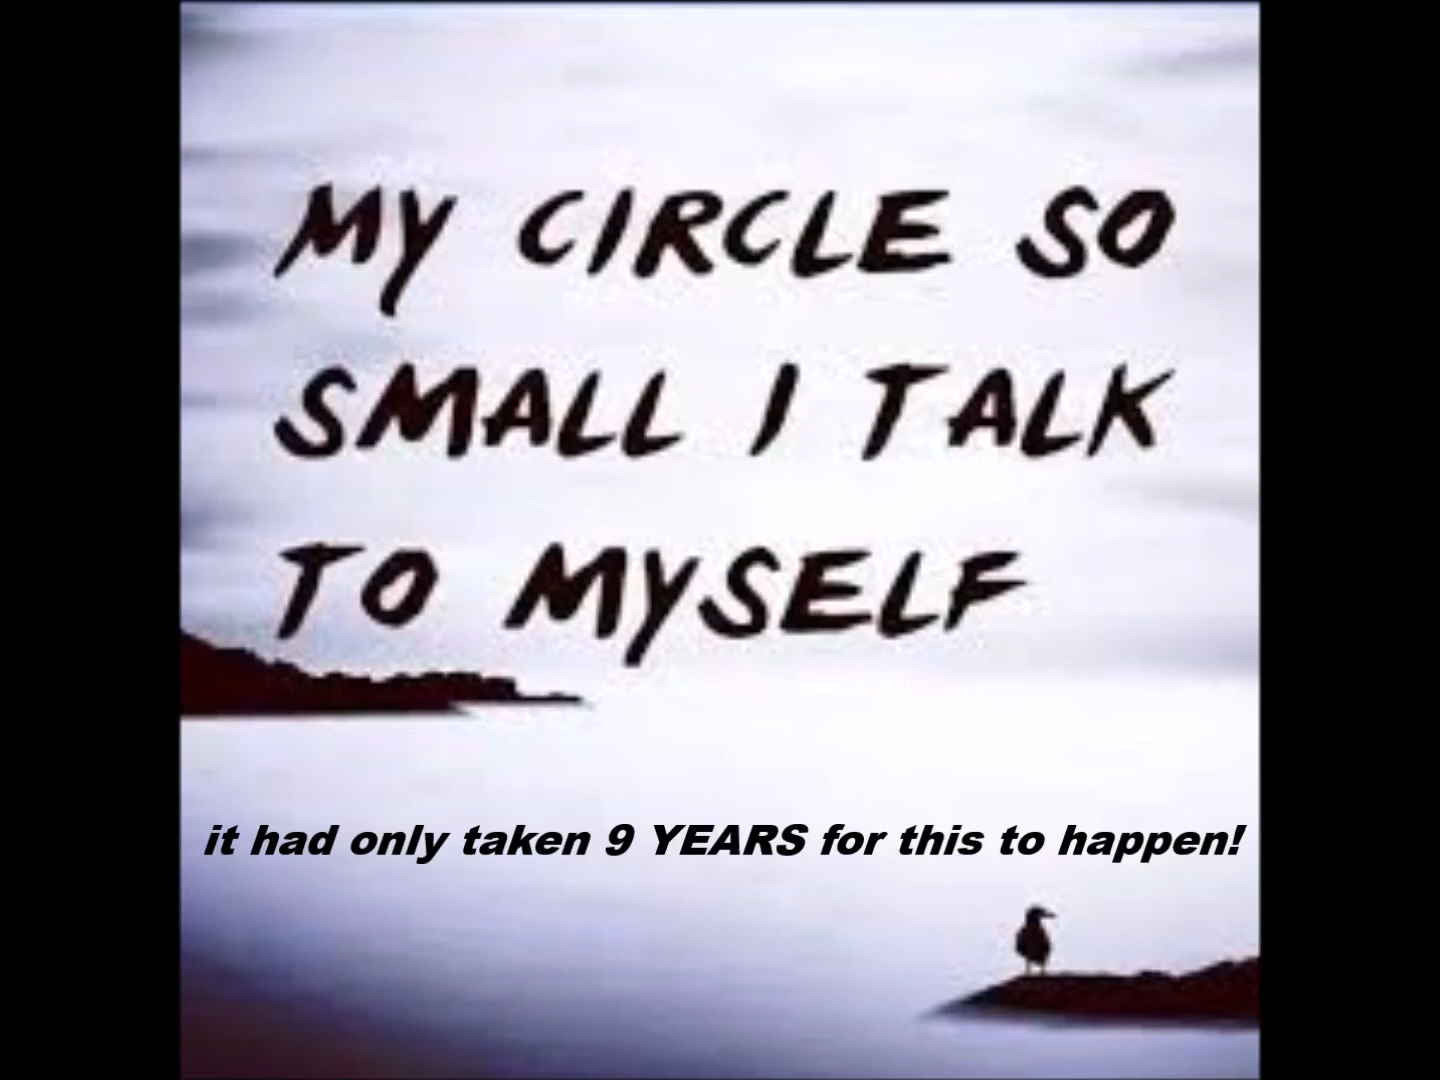 MY CIRCLE SO
SMALL I TALK
TO MYSELF
it had only taken 9 YEARS for this to happen!